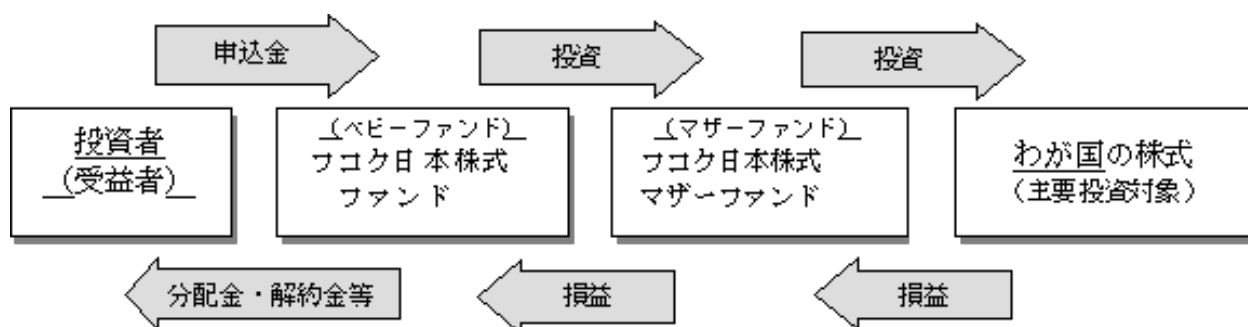 申込金
投資
投資
投資者
(受益者)
(ベビーファンド)
フコク日本株式
ファンド
(マザーファンド)
フコク日本株式
マザーファンド
わが国の株式
(主要投資対象)
分配金・解約金等
損益
損益